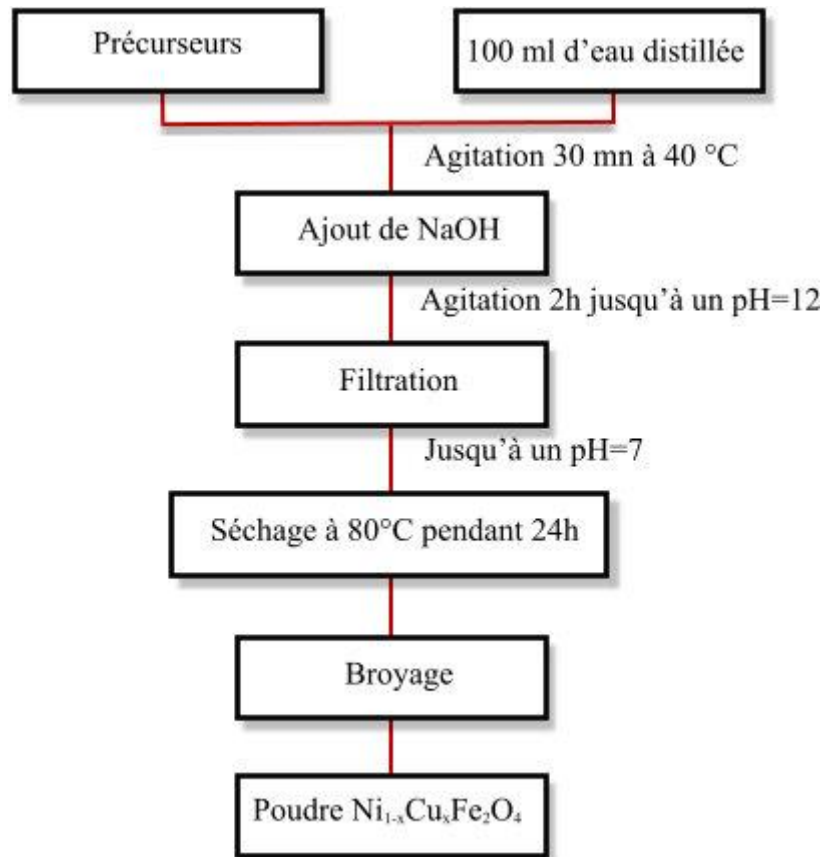 Précurseurs
100 ml d’eau distillée
Agitation 30 mn à 40 °C
Ajout de NaOH
Agitation 2h jusqu’à un pH=12
Filtration
Jusqu’à un pH=7
Séchage à 80°C pendant 24h
Broyage
Poudre Ni₁₋ₓCuₓFe₂O₄